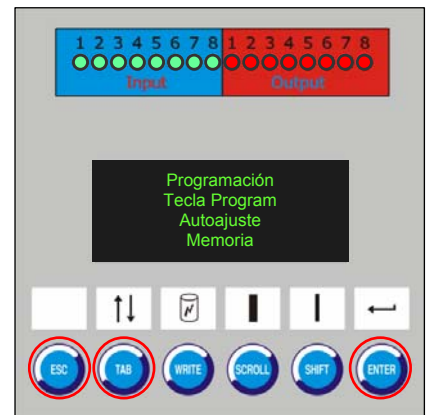 1 2 3 4 5 6 7 8 1 2 3 4 5 6 7 8
Input Output
Programación
Tecla Program
Autoajuste
Memoria
ESC TAB WRITE SCROLL SHIFT ENTER